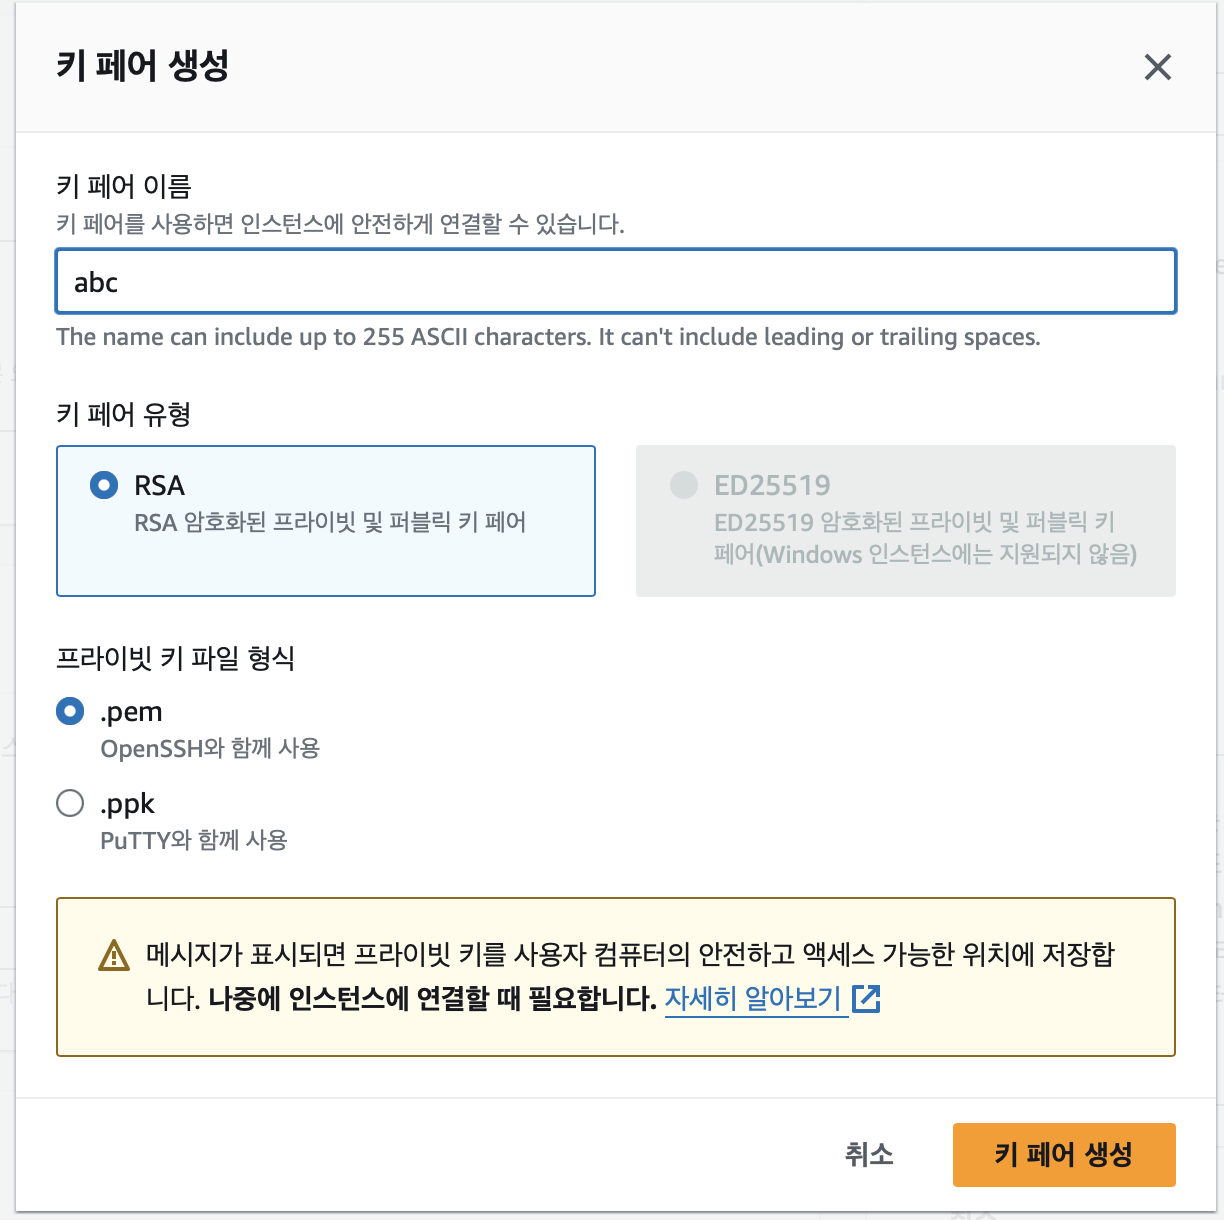 키 페어 생성
키 페어 이름
키 페어를 사용하면 인스턴스에 안전하게 연결할 수 있습니다.
abc
The name can include up to 255 ASCII characters. It can't include leading or trailing spaces.
키 페어 유형
RSA
RSA 암호화된 프라이빗 및 퍼블릭 키 페어
ED25519
ED25519 암호화된 프라이빗 및 퍼블릭 키
페어(Windows 인스턴스에는 지원되지 않음)
프라이빗 키 파일 형식
.pem
OpenSSH와 함께 사용
.ppk
PuTTY와 함께 사용
메시지가 표시되면 프라이빗 키를 사용자 컴퓨터의 안전하고 액세스 가능한 위치에 저장합
니다. 나중에 인스턴스에 연결할 때 필요합니다. 자세히 알아보기
취소
키 페어 생성